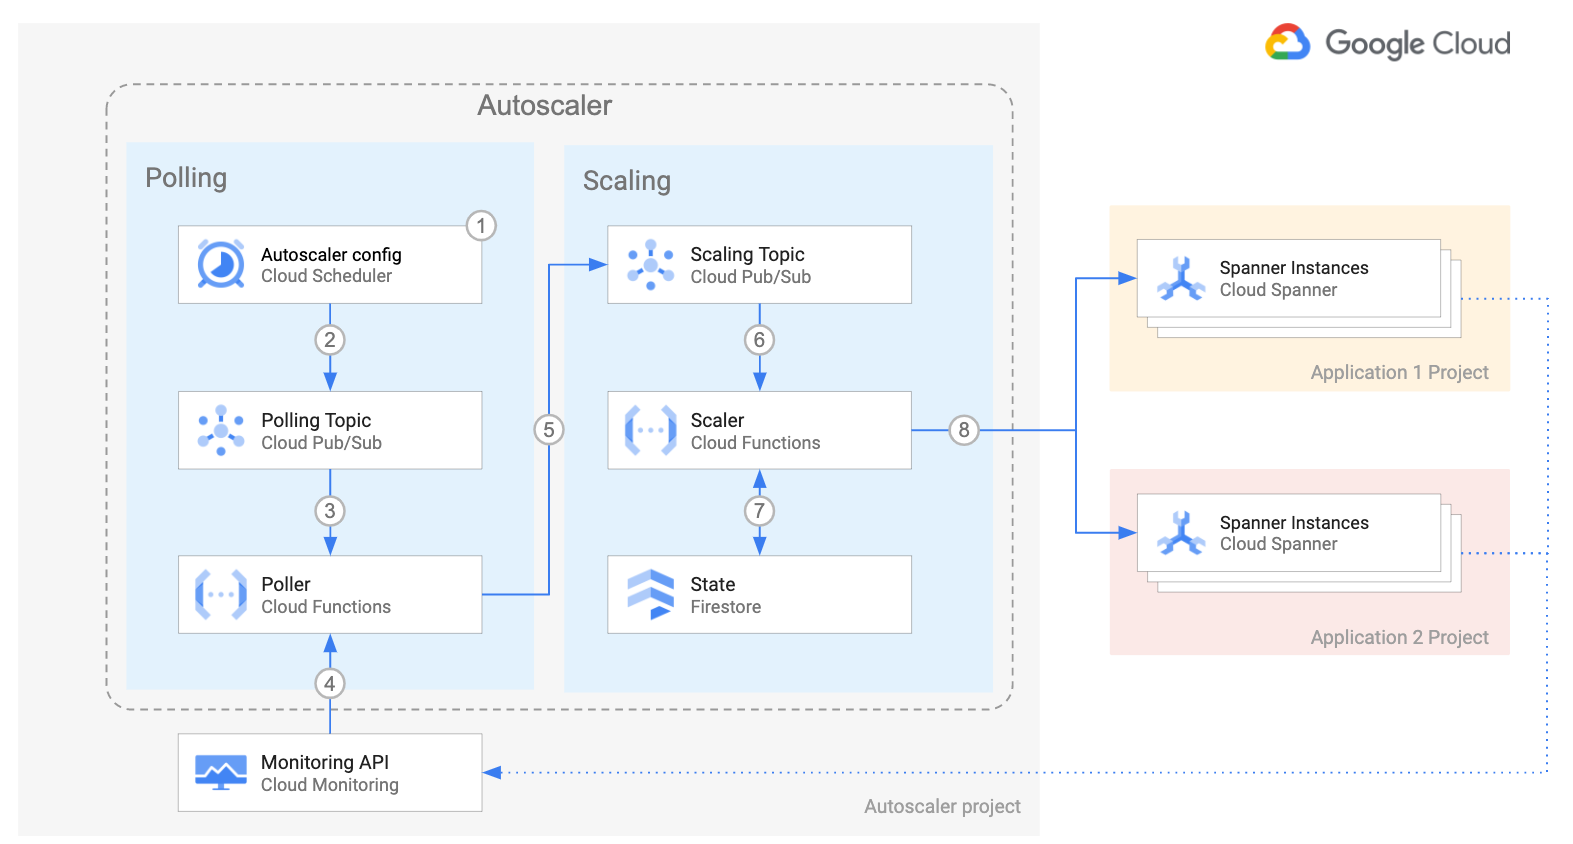 Google Cloud
Autoscaler
Polling
1
Autoscaler config
Cloud Scheduler
2
Polling Topic
Cloud Pub/Sub
3
Poller
Cloud Functions
4
Monitoring API
Cloud Monitoring
5
Scaling
Scaling Topic
Cloud Pub/Sub
6
Scaler
Cloud Functions
7
State
Firestore
8
Spanner Instances
Cloud Spanner
Application 1 Project
Spanner Instances
Cloud Spanner
Application 2 Project
Autoscaler project